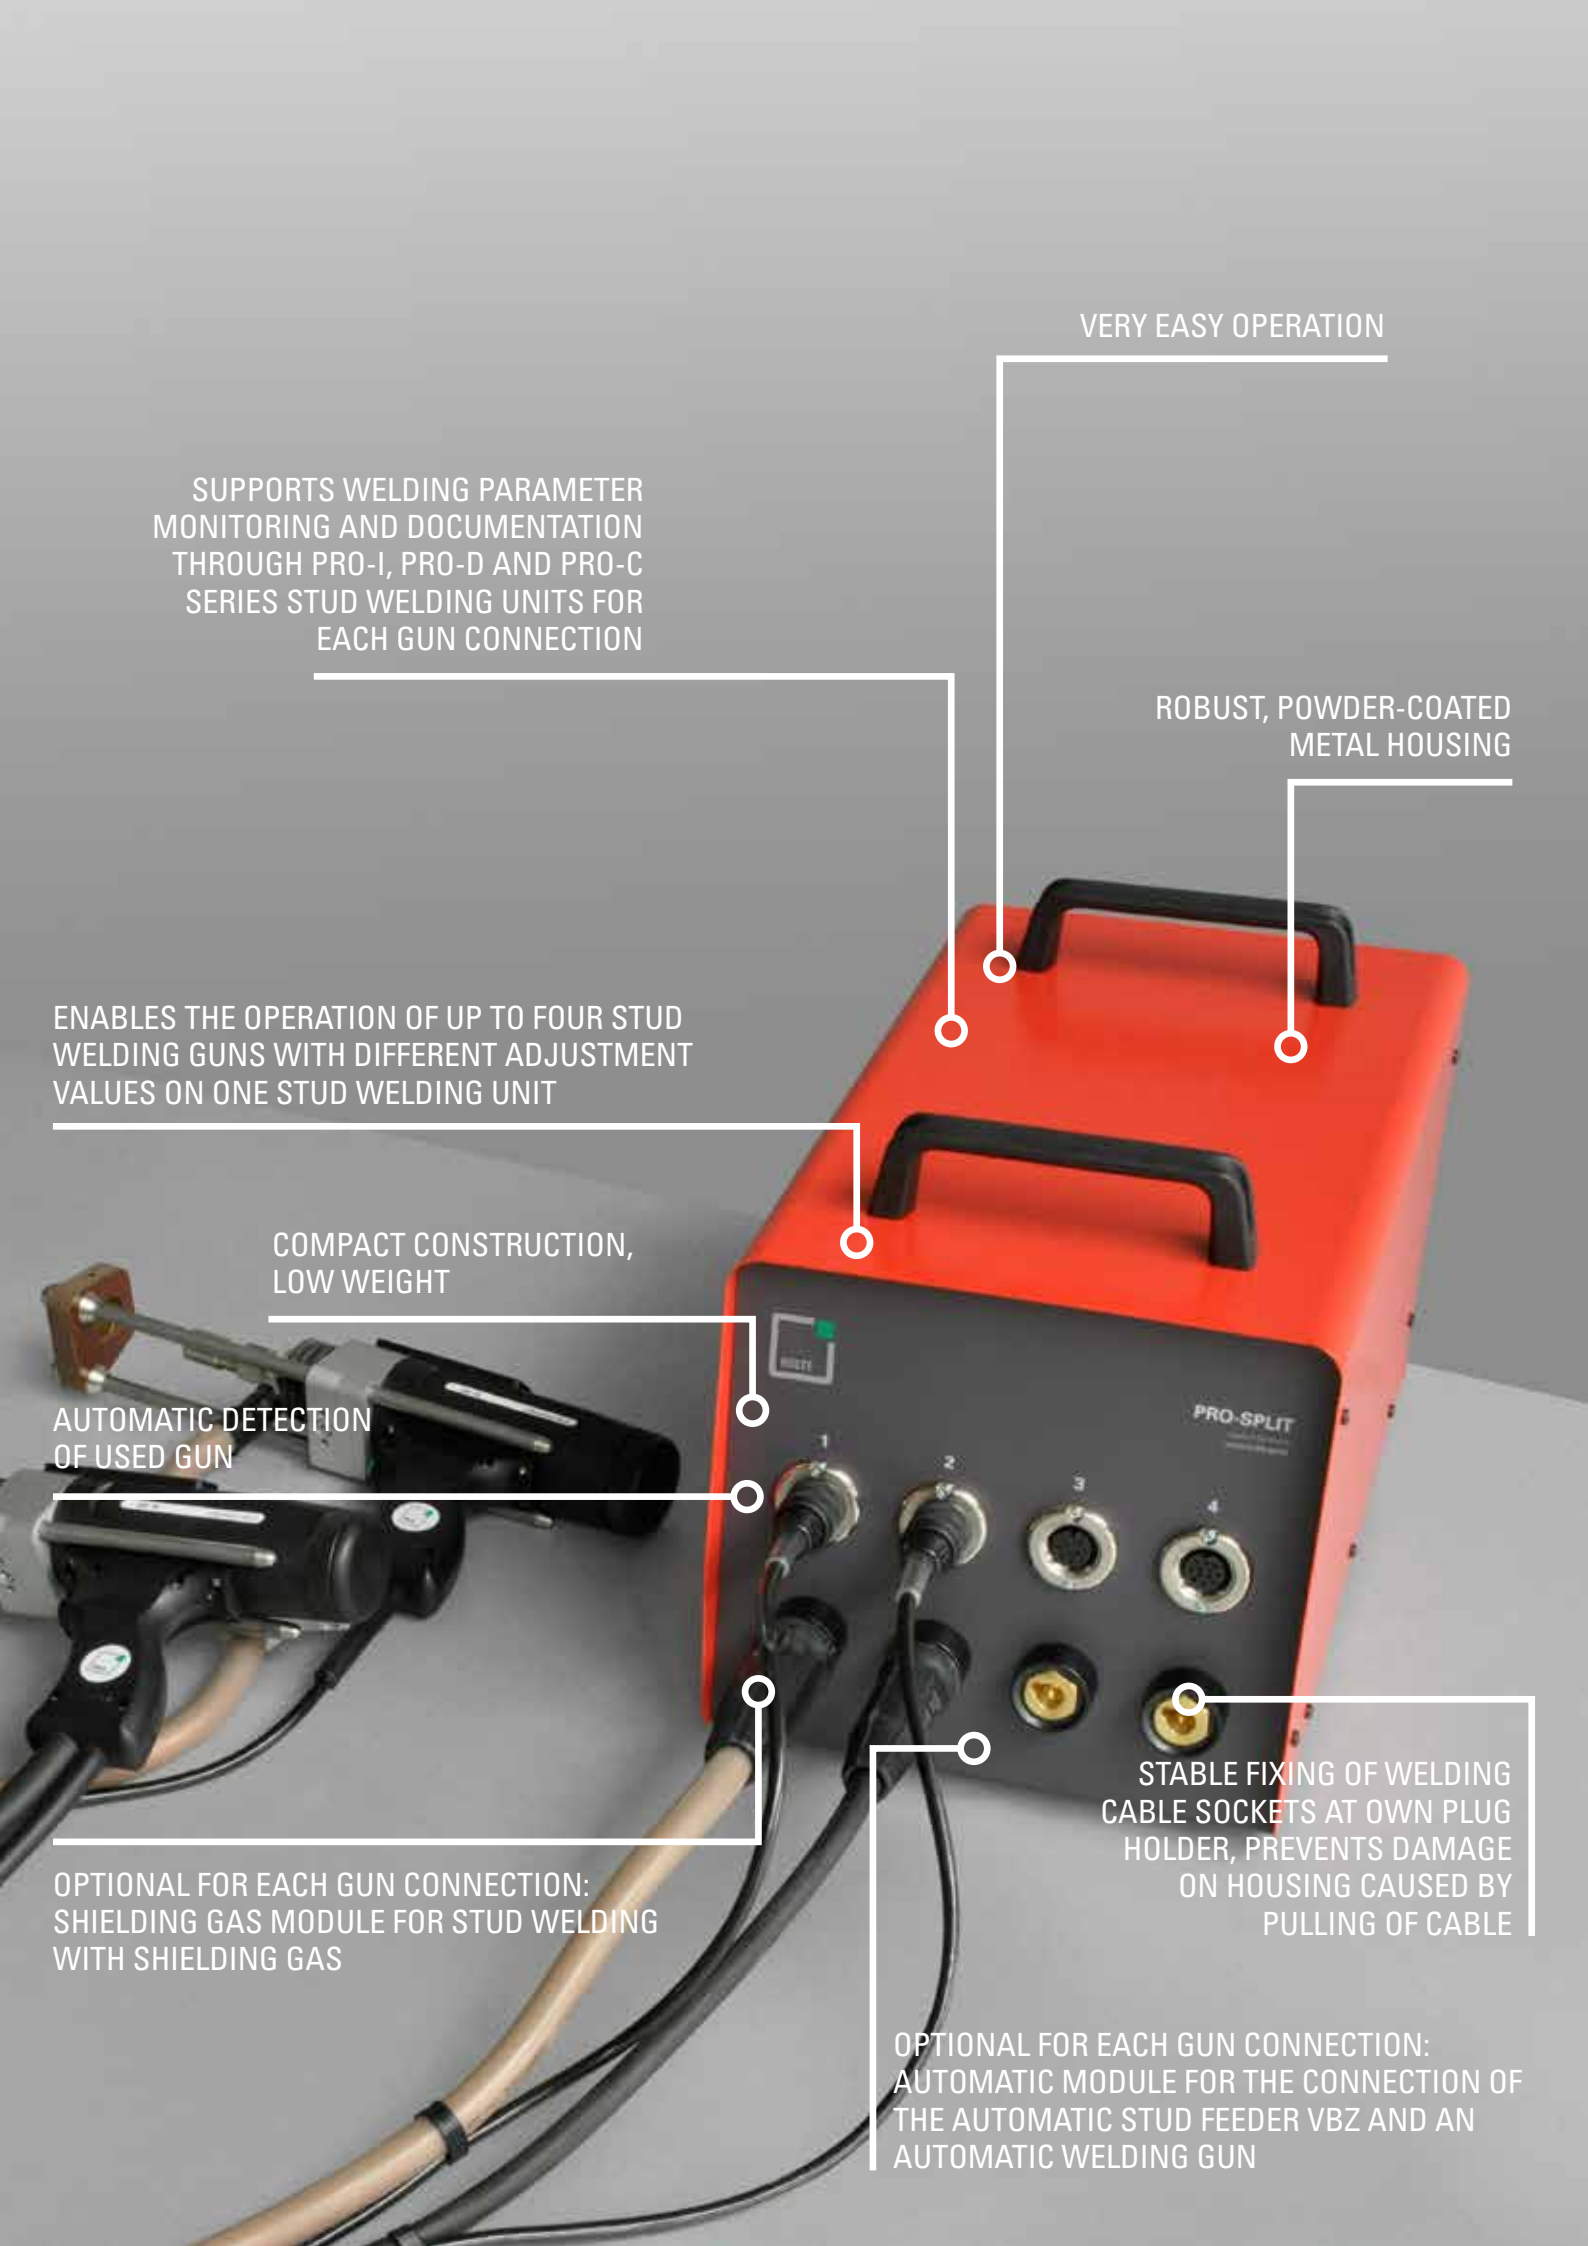 VERY EASY OPERATION
SUPPORTS WELDING PARAMETER
MONITORING AND DOCUMENTATION
THROUGH PRO-I, PRO-D AND PRO-C
SERIES STUD WELDING UNITS FOR
EACH GUN CONNECTION
ROBUST, POWDER-COATED
METAL HOUSING
ENABLES THE OPERATION OF UP TO FOUR STUD
WELDING GUNS WITH DIFFERENT ADJUSTMENT
VALUES ON ONE STUD WELDING UNIT
COMPACT CONSTRUCTION,
LOW WEIGHT
AUTOMATIC DETECTION
OF USED GUN
PRO-SPLIT
1
2
3
4
STABLE FIXING OF WELDING
CABLE SOCKETS AT OWN PLUG
HOLDER, PREVENTS DAMAGE
ON HOUSING CAUSED BY
PULLING OF CABLE
OPTIONAL FOR EACH GUN CONNECTION:
SHIELDING GAS MODULE FOR STUD WELDING
WITH SHIELDING GAS
OPTIONAL FOR EACH GUN CONNECTION:
AUTOMATIC MODULE FOR THE CONNECTION OF
THE AUTOMATIC STUD FEEDER VBZ AND AN
AUTOMATIC WELDING GUN